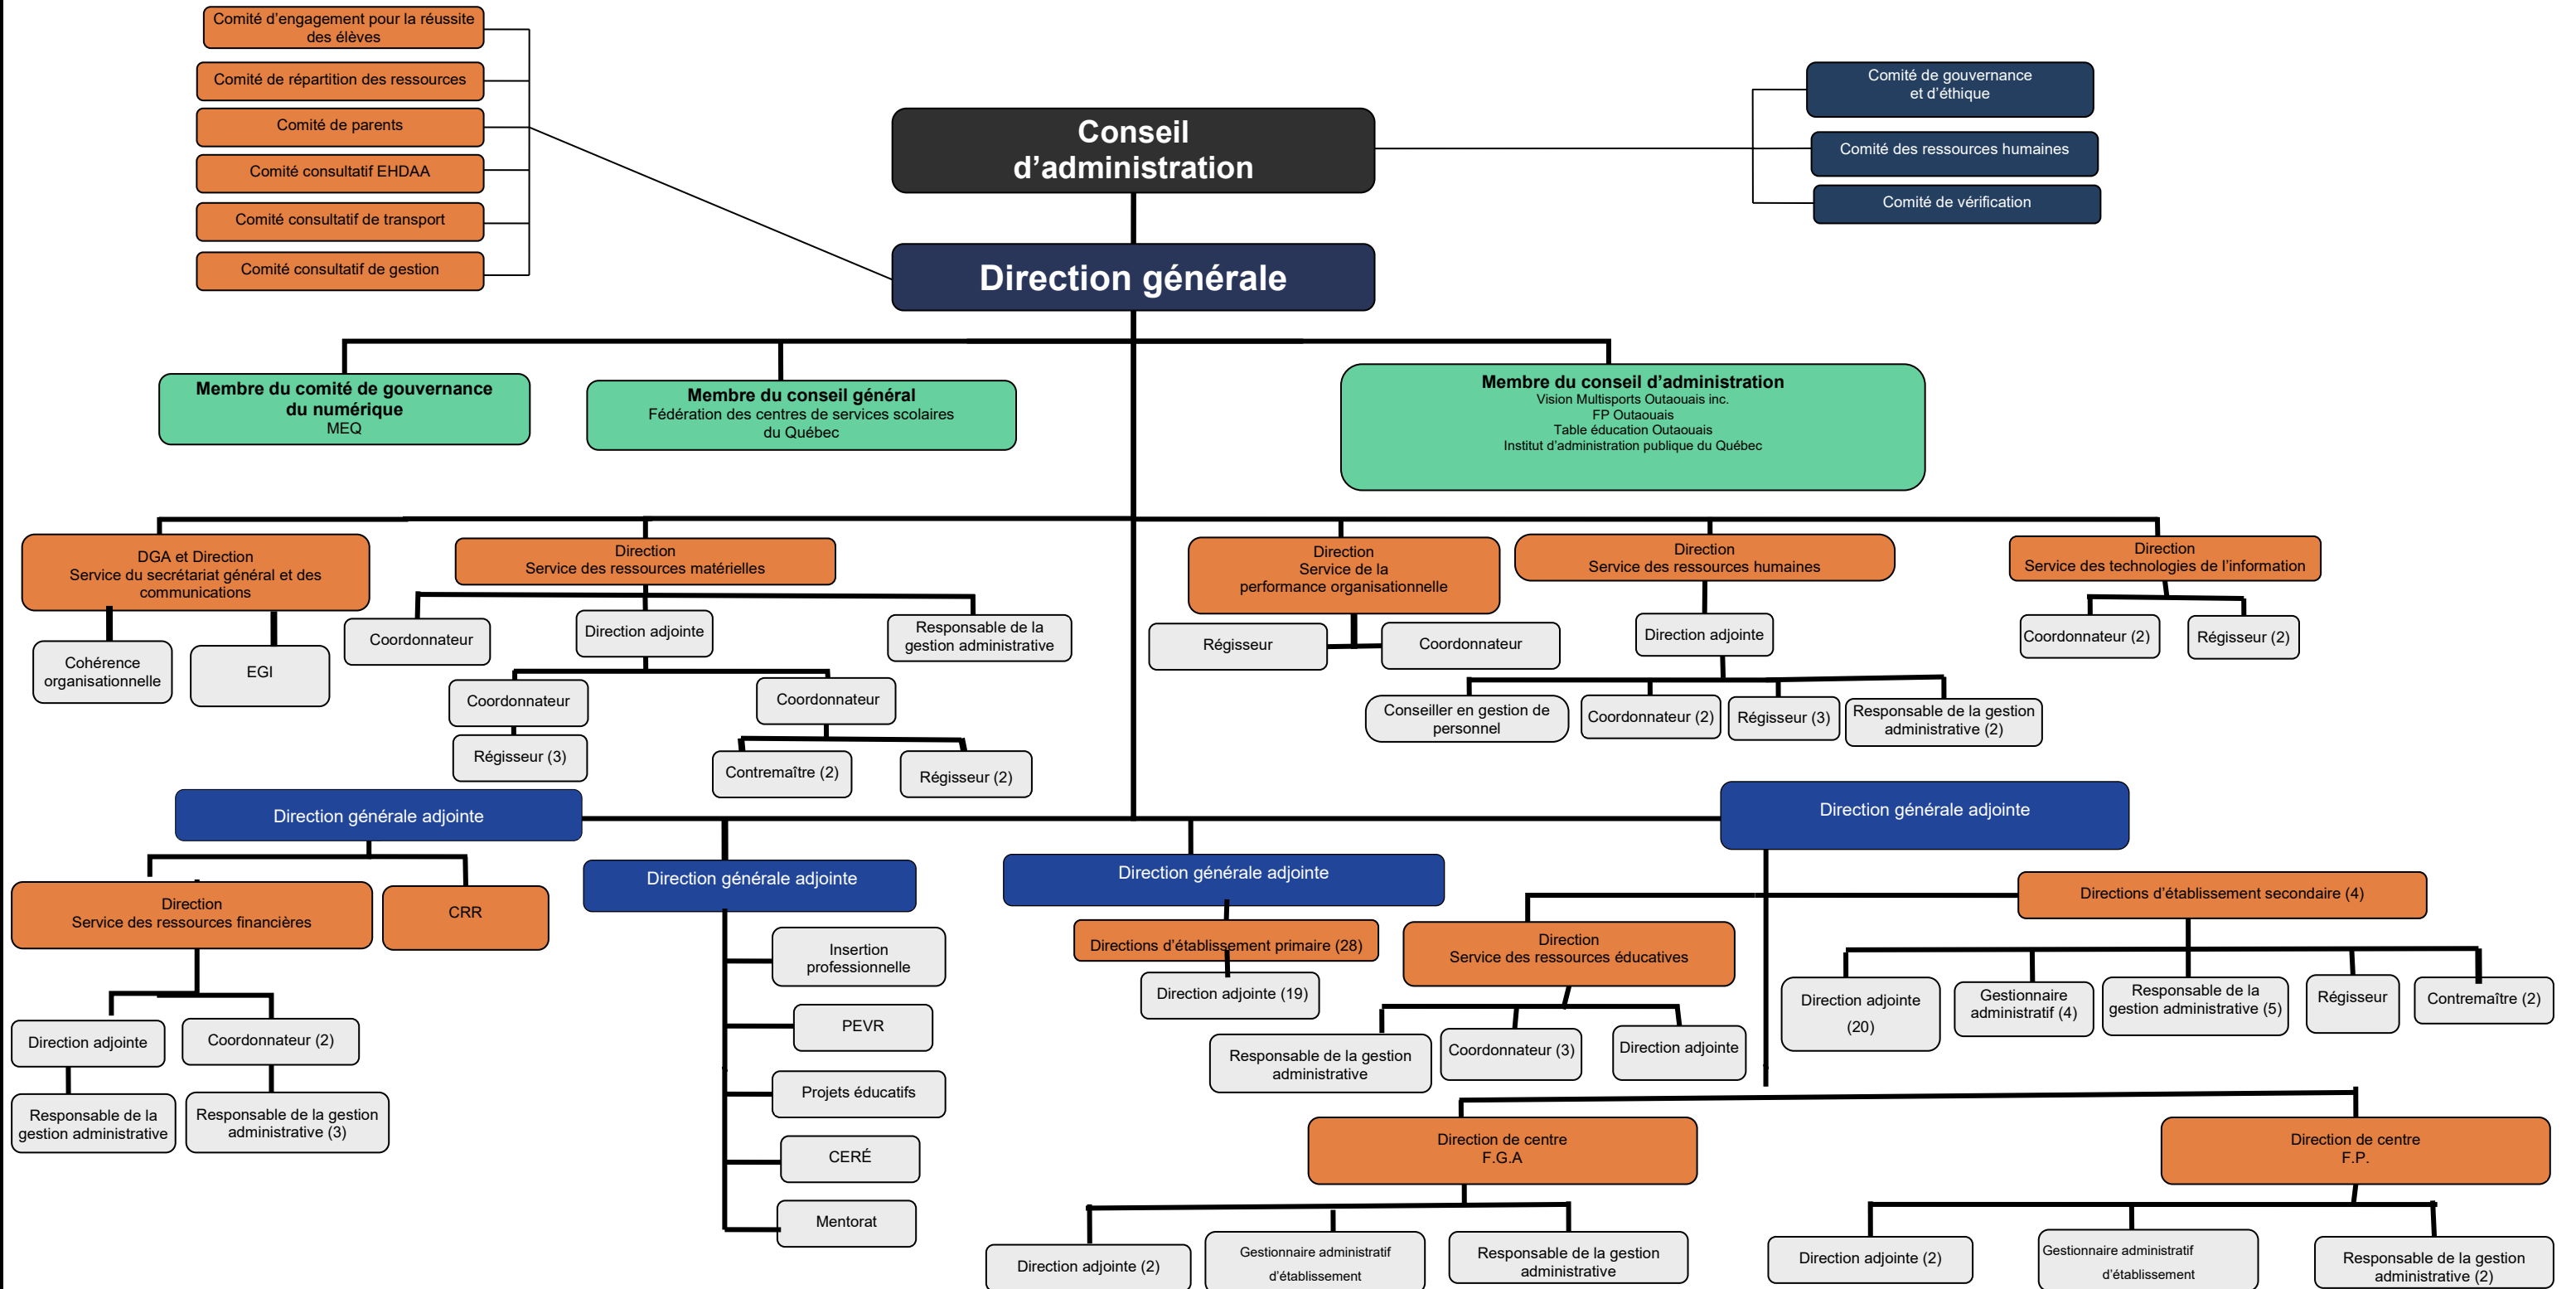 Comité d’engagement pour la réussite
des élèves
Comité de répartition des ressources
Comité de parents
Comité consultatif EHDAA
Comité consultatif de transport
Comité consultatif de gestion
Conseil
d’administration
Direction générale
Comité de gouvernance
et d’éthique
Comité des ressources humaines
Comité de vérification
Membre du comité de gouvernance
du numérique
MEQ
Membre du conseil général
Fédération des centres de services scolaires
du Québec
Membre du conseil d’administration
Vision Multisports Outaouais inc.
FP Outaouais
Table éducation Outaouais
Institut d’administration publique du Québec
DGA et Direction
Service du secrétariat général et des
communications
Cohérence
organisationnelle
EGI
Direction
Service des ressources matérielles
Coordonnateur
Direction adjointe
Responsable de la
gestion administrative
Coordonnateur
Régisseur (3)
Coordonnateur
Contremaître (2)
Régisseur (2)
Direction
Service de la
performance organisationnelle
Régisseur
Coordonnateur
Direction
Service des ressources humaines
Direction adjointe
Conseiller en gestion de
personnel
Coordonnateur (2)
Régisseur (3)
Responsable de la gestion
administrative (2)
Direction
Service des technologies de l’information
Coordonnateur (2)
Régisseur (2)
Direction générale adjointe
Direction
Service des ressources financières
CRR
Direction adjointe
Coordonnateur (2)
Responsable de la
gestion administrative
Responsable de la gestion
administrative (3)
Direction générale adjointe
Insertion
professionnelle
PEVR
Projets éducatifs
CERÉ
Mentorat
Direction générale adjointe
Directions d’établissement primaire (28)
Direction adjointe (19)
Direction générale adjointe
Direction
Service des ressources éducatives
Responsable de la gestion
administrative
Coordonnateur (3)
Direction adjointe
Directions d’établissement secondaire (4)
Direction adjointe
(20)
Gestionnaire
administratif (4)
Responsable de la
gestion administrative (5)
Régisseur
Contremaître (2)
Direction de centre
F.G.A
Direction adjointe (2)
Gestionnaire administratif
d’établissement
Responsable de la gestion
administrative
Direction de centre
F.P.
Direction adjointe (2)
Gestionnaire administratif
d’établissement
Responsable de la gestion
administrative (2)